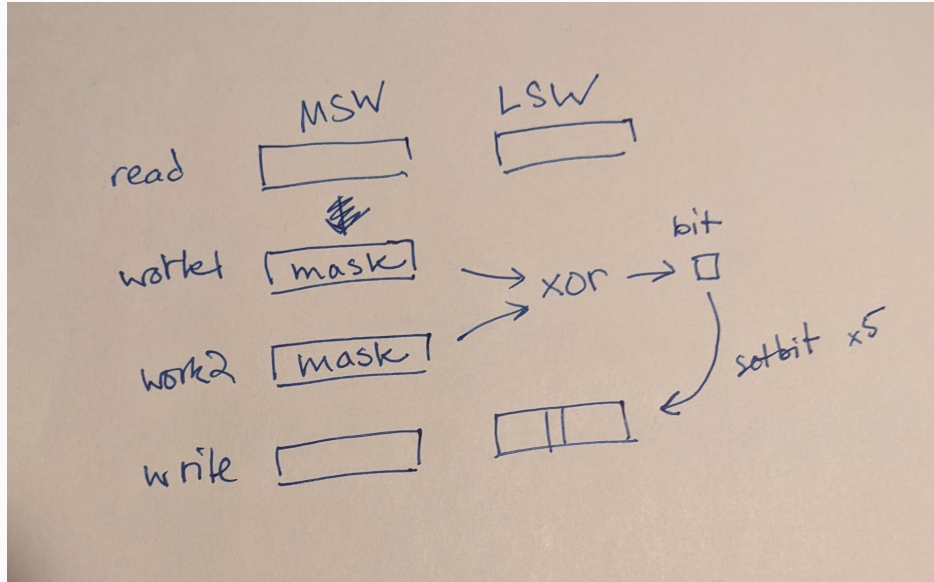 MSW LSW
read
bit
work1 mask
xor
work2 mask
setbit x5
write